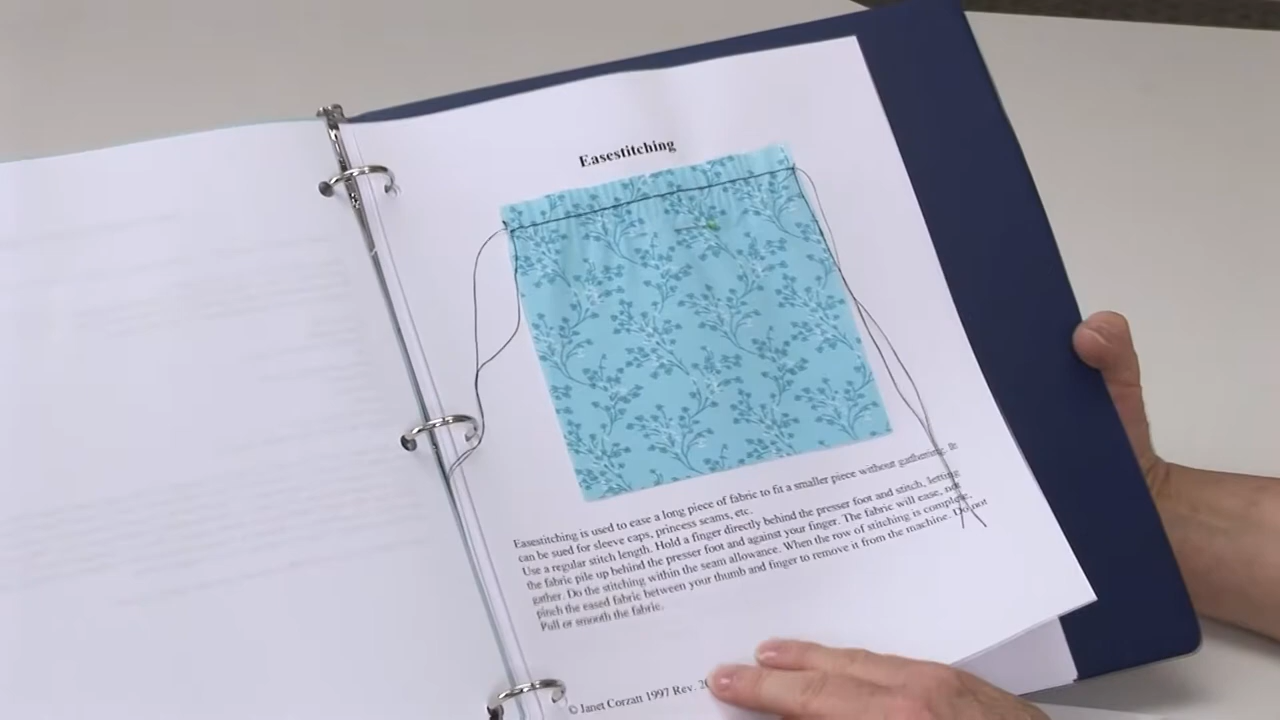 Easestitching
Easestitching is used to ease a long piece of fabric to fit a smaller piece without gathering. It
can be sued for sleeve caps, princess seams, etc.
Use a regular stitch length. Hold a finger directly behind the presser foot and stitch, letting
the fabric pile up behind the presser foot and against your finger. The fabric will ease, not
gather. Do the stitching within the seam allowance. When the row of stitching is complete,
pinch the eased fabric between your thumb and finger to remove it from the machine. Do not
Pull or smooth the fabric.
© Janet Corzatt 1997 Rev.